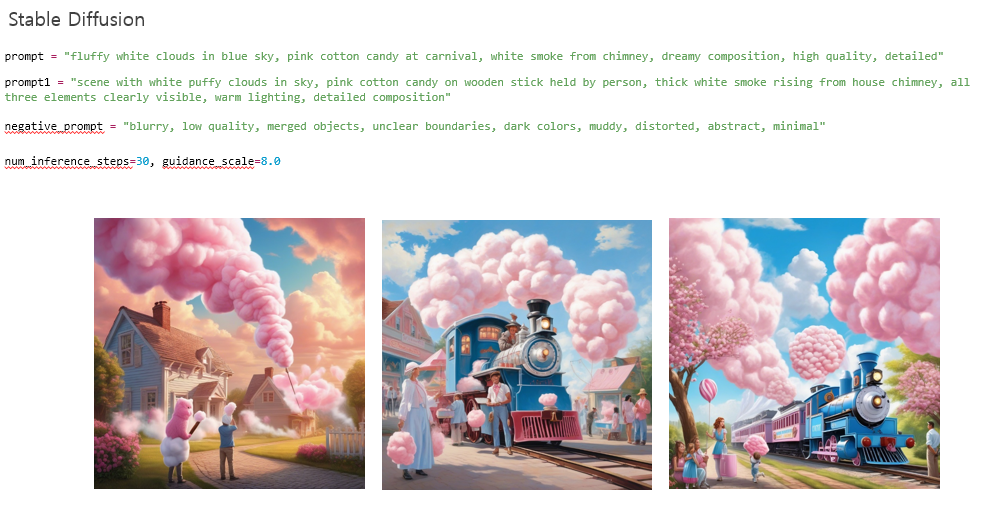 Stable Diffusion
prompt = "fluffy white clouds in blue sky, pink cotton candy at carnival, white smoke from chimney, dreamy composition, high quality, detailed"
prompt1 = "scene with white puffy clouds in sky, pink cotton candy on wooden stick held by person, thick white smoke rising from house chimney, all
three elements clearly visible, warm lighting, detailed composition"
negative_prompt = "blurry, low quality, merged objects, unclear boundaries, dark colors, muddy, distorted, abstract, minimal"
num_inference_steps=30, guidance_scale=8.0